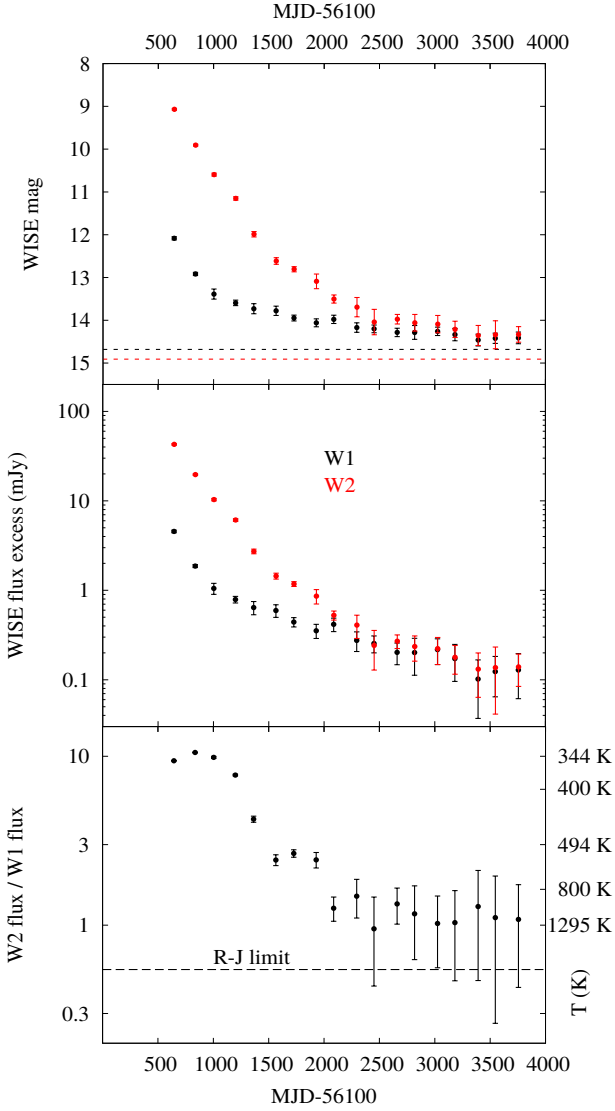 MJD-56100
500 1000 1500 2000 2500 3000 3500 4000
8
9
10
11
12
13
14
15
WISE mag
100
10
1
0.1
WISE flux excess (mJy)
W1
W2
10
3
1
0.3
W2 flux / W1 flux
344 K
400 K
494 K
800 K
1295 K
T (K)
R-J limit
500 1000 1500 2000 2500 3000 3500 4000
MJD-56100